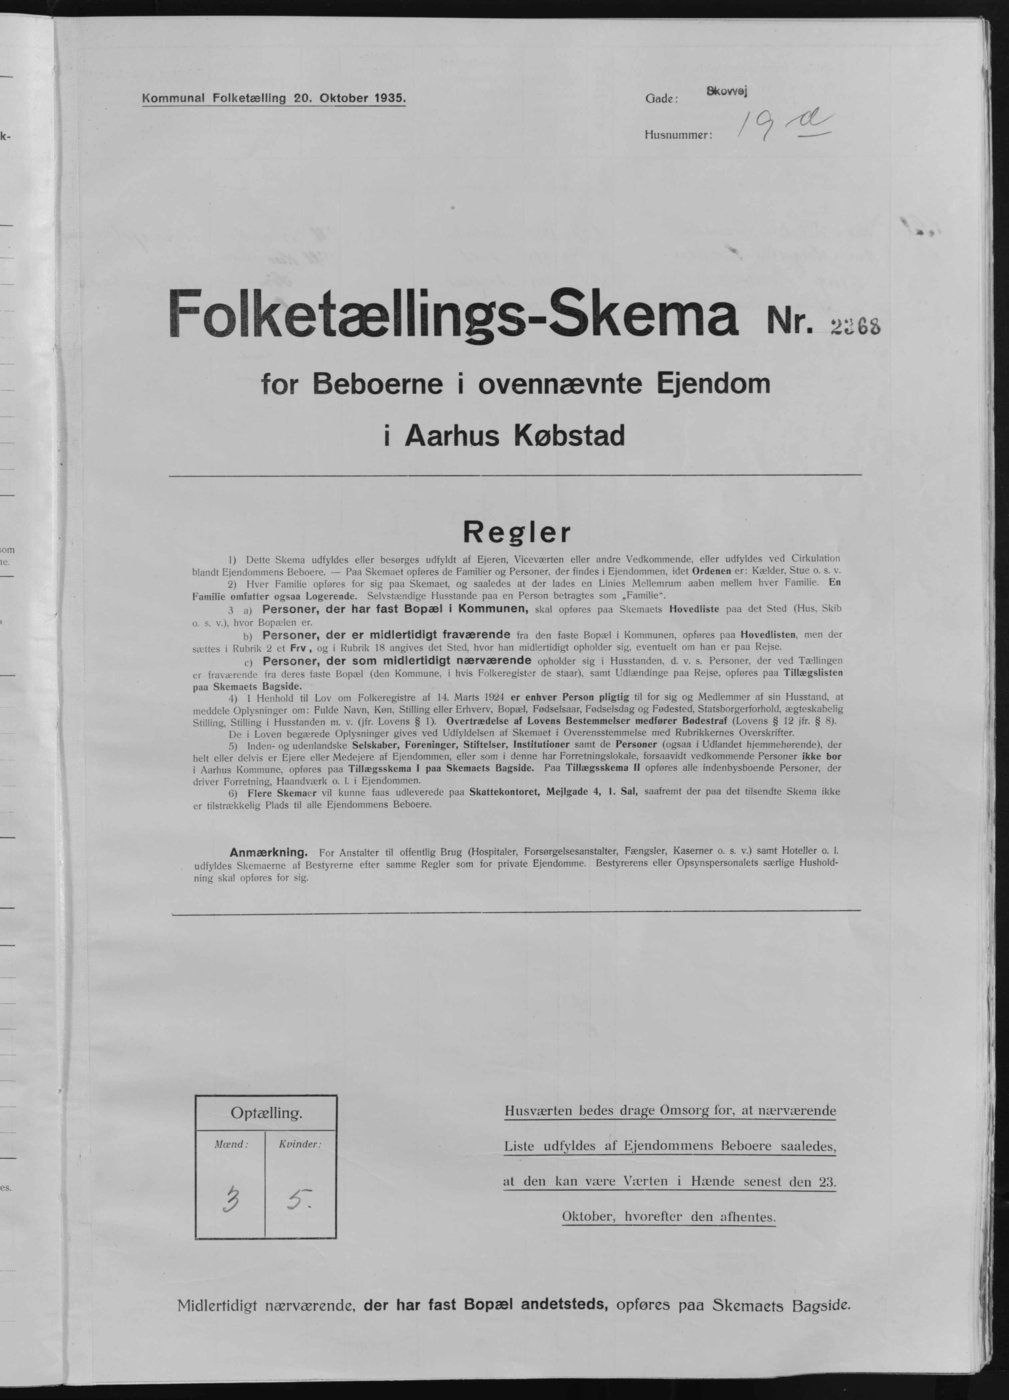 Kommunal Folketælling 20. Oktober 1935.
Gade: Skovvej
Husnummer: 19 d
Folketællings-Skema Nr. 2368
for Beboerne i ovennævnte Ejendom
i Aarhus Købstad
Regler
1) Dette Skema udfyldes eller besørges udfyldt af Ejeren, Viceværten eller andre Vedkommende, eller udfyldes ved Cirkulation
blandt Ejendommens Beboere. — Paa Skemaet opføres de Familier og Personer, der findes i Ejendommen, idet Ordenen er: Kælder, Stue o. s. v.
2) Hver Familie opføres for sig paa Skemaet, og saaledes at der lades en Linies Mellemrum aaben mellem hver Familie. En
Familie omfatter ogsaa Logerende. Selvstændige Husstande paa en Person betragtes som „Familie".
3 a) Personer, der har fast Bopæl i Kommunen, skal opføres paa Skemaets Hovedliste paa det Sted (Hus, Skib
o. s. v.), hvor Bopælen er.
b) Personer, der er midlertidigt fraværende fra den faste Bopæl i Kommunen, opføres paa Hovedlisten, men der
sættes i Rubrik 2 et Frv, og i Rubrik 18 angives det Sted, hvor han midlertidigt opholder sig, eventuelt om han er paa Rejse.
c) Personer, der som midlertidigt nærværende opholder sig i Husstanden, d. v. s. Personer, der ved Tællingen
er fraværende fra deres faste Bopæl (den Kommune, i hvis Folkeregister de staar), samt Udlændinge paa Rejse, opføres paa Tillægslisten
paa Skemaets Bagside.
4) I Henhold til Lov om Folkeregistre af 14. Marts 1924 er enhver Person pligtig til for sig og Medlemmer af sin Husstand, at
meddele Oplysninger om: Fulde Navn, Køn, Stilling eller Erhverv, Bopæl, Fødselsaar, Fødselsdag og Fødested, Statsborgerforhold, ægteskabelig
Stilling, Stilling i Husstanden m. v. (jfr. Lovens § 1). Overtrædelse af Lovens Bestemmelser medfører Bødestraf (Lovens § 12 jfr. § 8).
De i Loven begærede Oplysninger gives ved Udfyldelsen af Skemaet i Overensstemmelse med Rubrikkernes Overskrifter.
5) Inden- og udenlandske Selskaber, Foreninger, Stiftelser, Institutioner samt de Personer (ogsaa i Udlandet hjemmehørende), der
helt eller delvis er Ejere eller Medejere af Ejendommen, eller som i denne har Forretningslokale, forsaavidt vedkommende Personer ikke bor
i Aarhus Kommune, opføres paa Tillægsskema I paa Skemaets Bagside. Paa Tillægsskema II opføres alle indenbysboende Personer, der
driver Forretning, Haandværk o. l. i Ejendommen.
6) Flere Skemaer vil kunne faas udleverede paa Skattekontoret, Mejlgade 4, 1. Sal, saafremt der paa det tilsendte Skema ikke
er tilstrækkelig Plads til alle Ejendommens Beboere.
Anmærkning. For Anstalter til offentlig Brug (Hospitaler, Forsørgelsesanstalter, Fængsler, Kaserner o. s. v.) samt Hoteller o. l.
udfyldes Skemaerne af Bestyrerne efter samme Regler som for private Ejendomme. Bestyrerens eller Opsynspersonalets særlige Hushold-
ning skal opføres for sig.
Optælling.
Mænd: Kvinder:
3 5.
Husværten bedes drage Omsorg for, at nærværende
Liste udfyldes af Ejendommens Beboere saaledes,
at den kan være Værten i Hænde senest den 23.
Oktober, hvorefter den afhentes.
Midlertidigt nærværende, der har fast Bopæl andetsteds, opføres paa Skemaets Bagside.